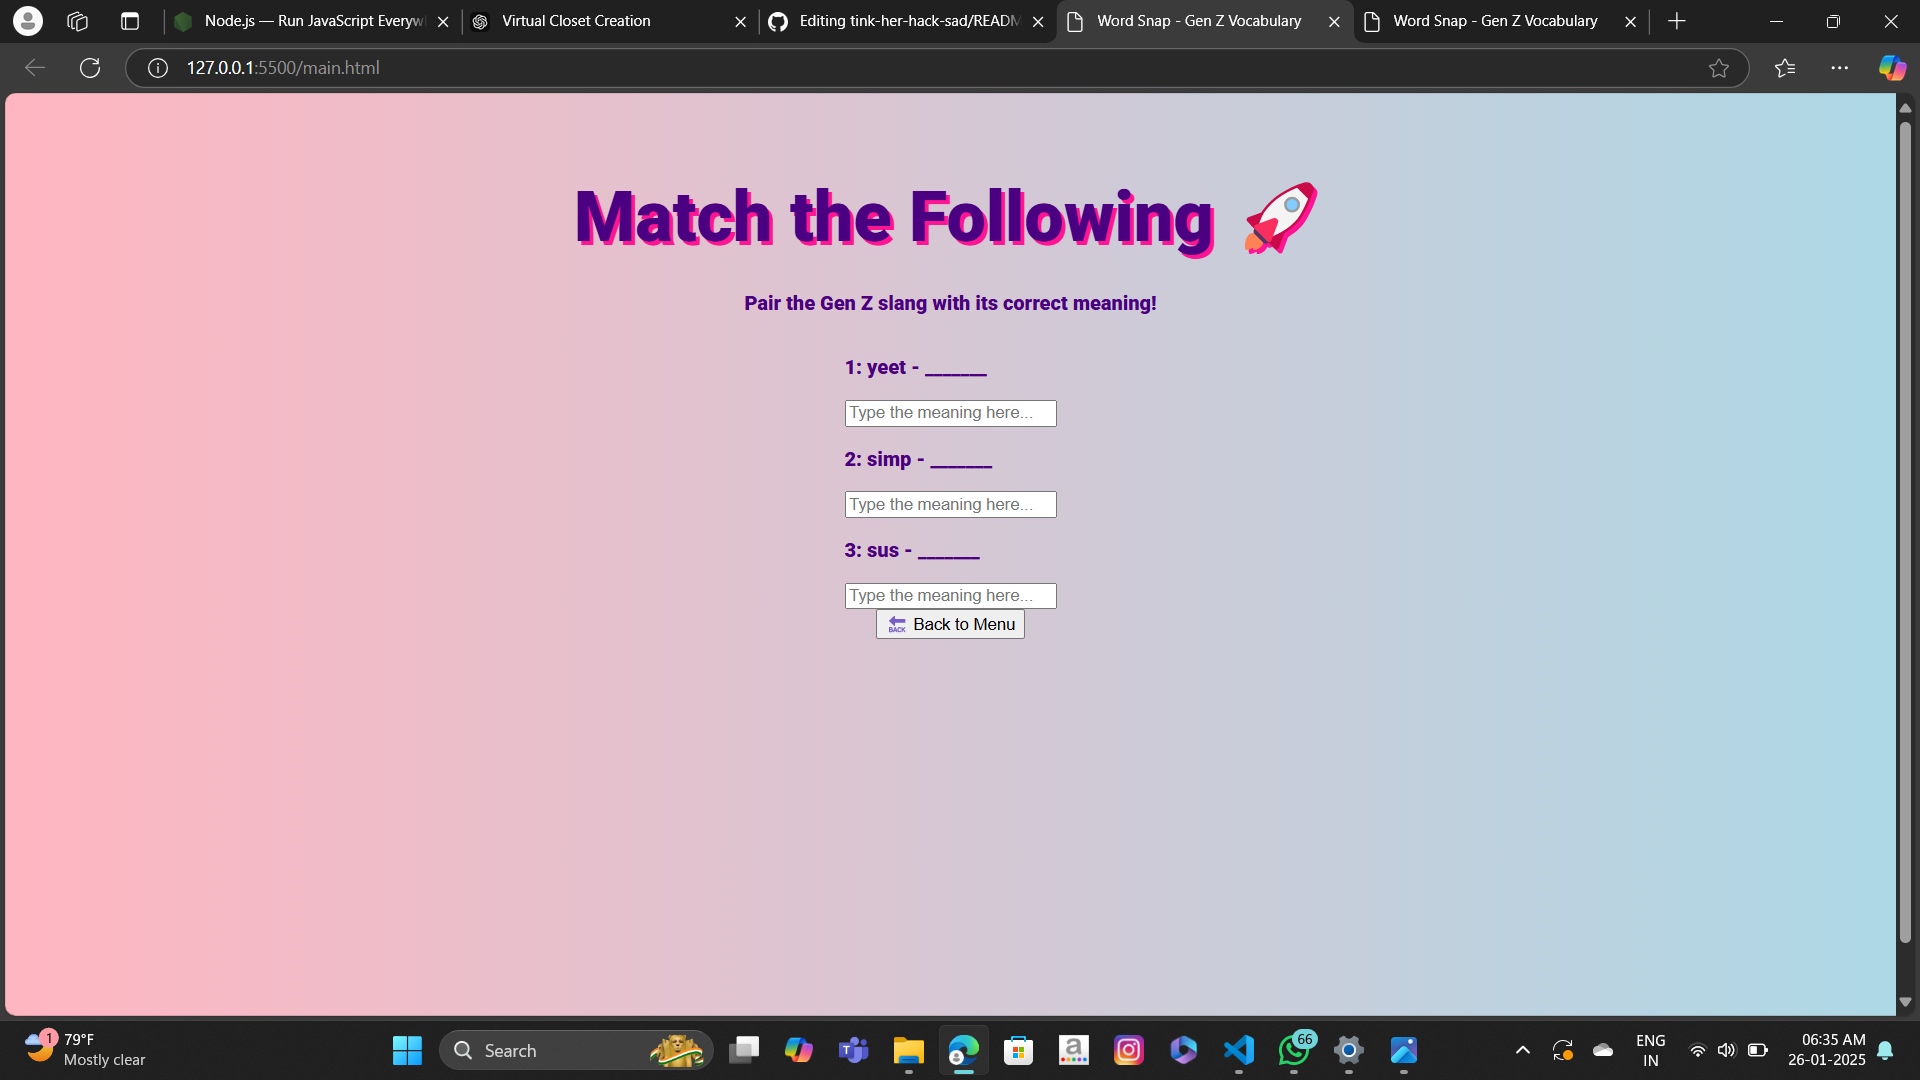 Node.js — Run JavaScript Everyw
Virtual Closet Creation
Editing tink-her-hack-sad/READM
Word Snap - Gen Z Vocabulary
Word Snap - Gen Z Vocabulary
127.0.0.1:5500/main.html
Match the Following 🚀
Pair the Gen Z slang with its correct meaning!
1: yeet - _______
Type the meaning here...
2: simp - _______
Type the meaning here...
3: sus - _______
Type the meaning here...
BACK Back to Menu
1
79°F
Mostly clear
Search
T
a
66
ENG
IN
06:35 AM
26-01-2025